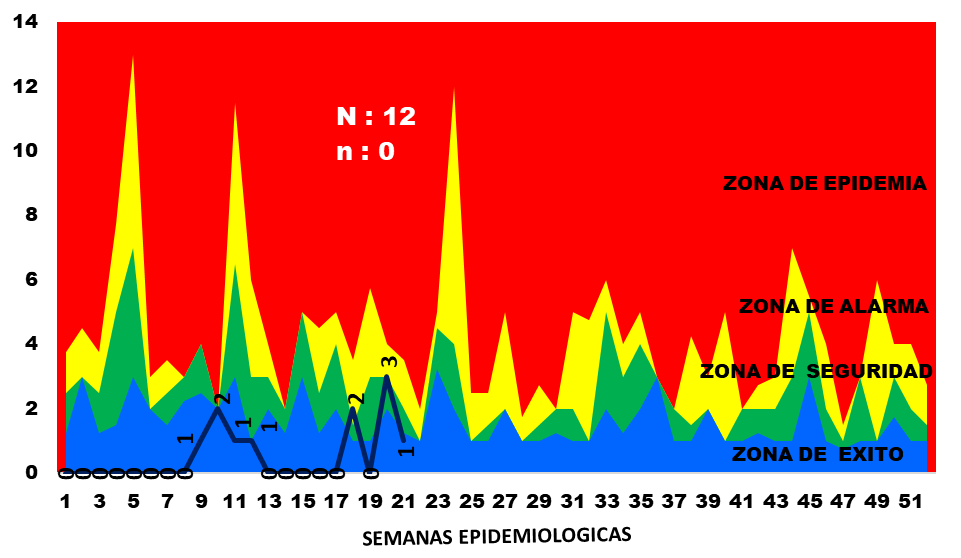 14
12
10
8
6
4
2
0
N : 12
n : 0
ZONA DE EPIDEMIA
ZONA DE ALARMA
ZONA DE  SEGURIDAD
ZONA DE  EXITO
0 0 0 0 0 0 0 0 1 2 1 1 0 0 0 0 0 2 0 3 1
1 3 5 7 9 11 13 15 17 19 21 23 25 27 29 31 33 35 37 39 41 43 45 47 49 51
SEMANAS EPIDEMIOLOGICAS